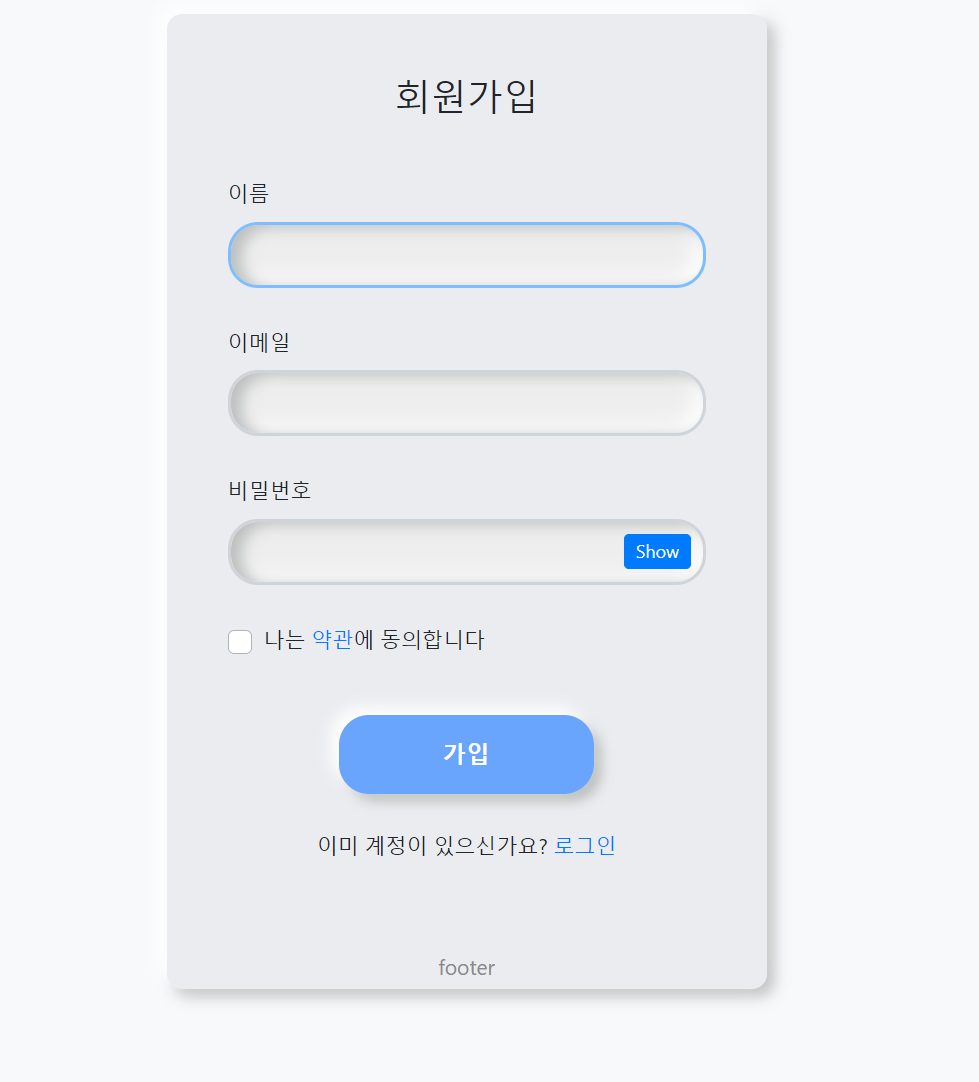 회원가입
이름
이메일
비밀번호
Show
나는 약관에 동의합니다
가입
이미 계정이 있으신가요? 로그인
footer